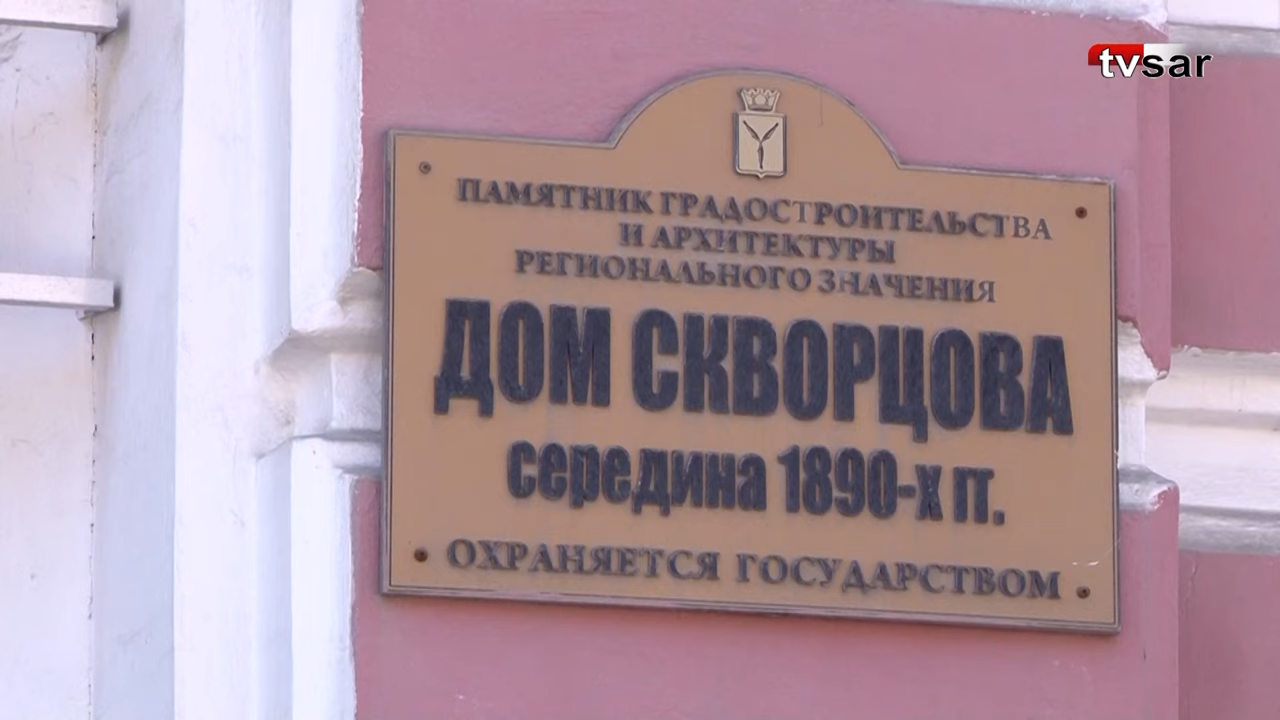 tvsar
ПАМЯТНИК ГРАДОСТРОИТЕЛЬСТВА
И АРХИТЕКТУРЫ
РЕГИОНАЛЬНОГО ЗНАЧЕНИЯ
ДОМ СКВОРЦОВА
середина 1890-х гг.
ОХРАНЯЕТСЯ ГОСУДАРСТВОМ